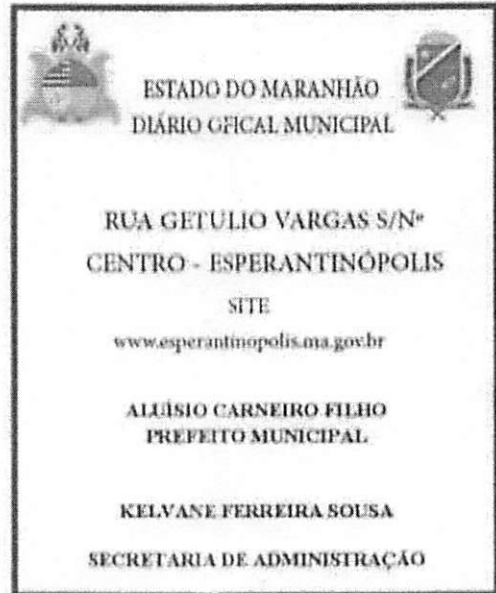 ESTADO DO MARANHÃO
DIÁRIO OFICAL MUNICIPAL
RUA GETULIO VARGAS S/Nº
CENTRO - ESPERANTINÓPOLIS
SITE
www.esperantinopolis.ma.gov.br
ALUÍSIO CARNEIRO FILHO
PREFEITO MUNICIPAL
KELVANE FERREIRA SOUSA
SECRETARIA DE ADMINISTRAÇÃO